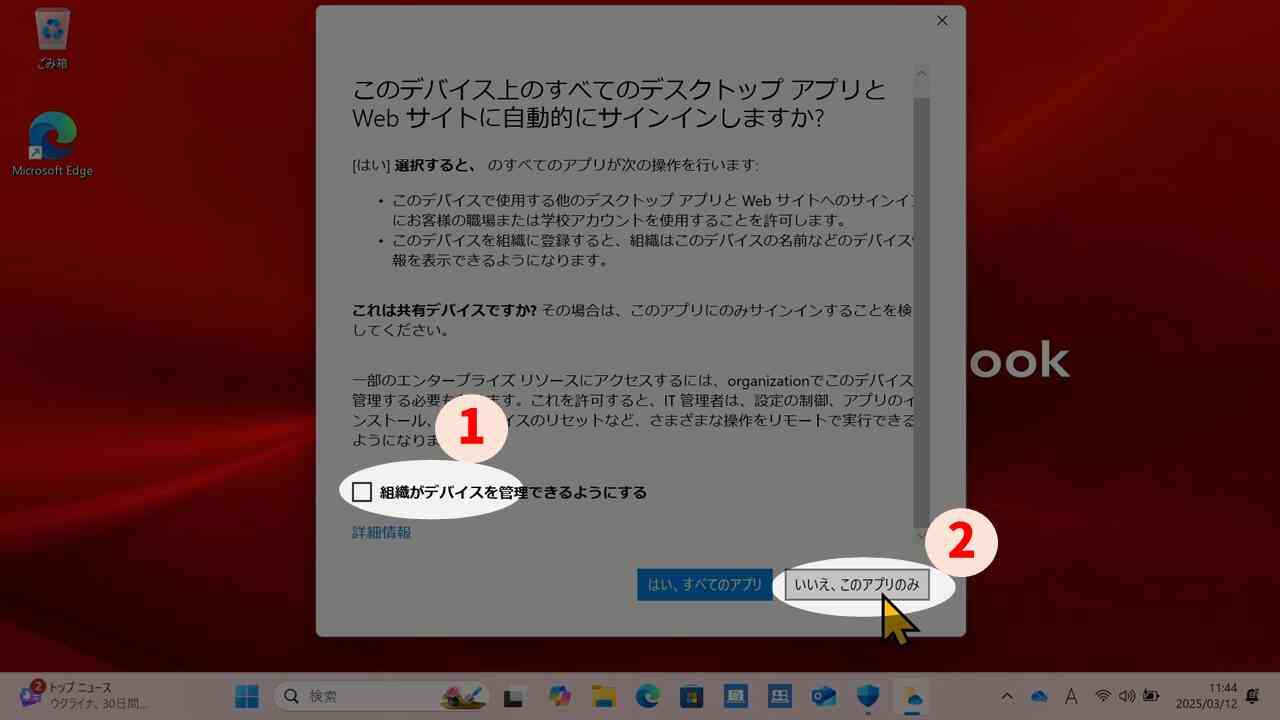 ごみ箱
Microsoft Edge
このデバイス上のすべてのデスクトップ アプリと
Web サイトに自動的にサインインしますか?
[はい] 選択すると、 のすべてのアプリが次の操作を行います:
• このデバイスで使用する他のデスクトップ アプリと Web サイトへのサインイン
にお客様の職場または学校アカウントを使用することを許可します。
• このデバイスを組織に登録すると、組織はこのデバイスの名前などのデバイス
報を表示できるようになります。
これは共有デバイスですか? その場合は、このアプリにのみサインインすることを検
してください。
一部のエンタープライズ リソースにアクセスするには、organizationでこのデバイス
管理する必要も
ます。これを許可すると、IT 管理者は、設定の制御、アプリのイ
ンストール、
イスのリセットなど、さまざまな操作をリモートで実行できる
ようになりま
1
組織がデバイスを管理できるようにする
詳細情報
2
はい、すべてのアプリ
いいえ、このアプリのみ
ook
2
トップ ニュース
ウクライナ、30日間...
検索
A
11:44
2025/03/12